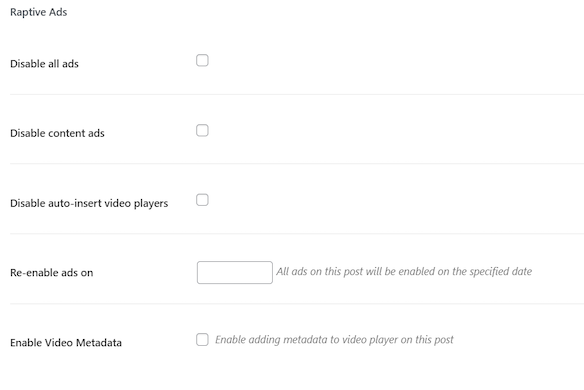 Raptive Ads
Disable all ads
Disable content ads
Disable auto-insert video players
Re-enable ads on All ads on this post will be enabled on the specified date
Enable Video Metadata Enable adding metadata to video player on this post